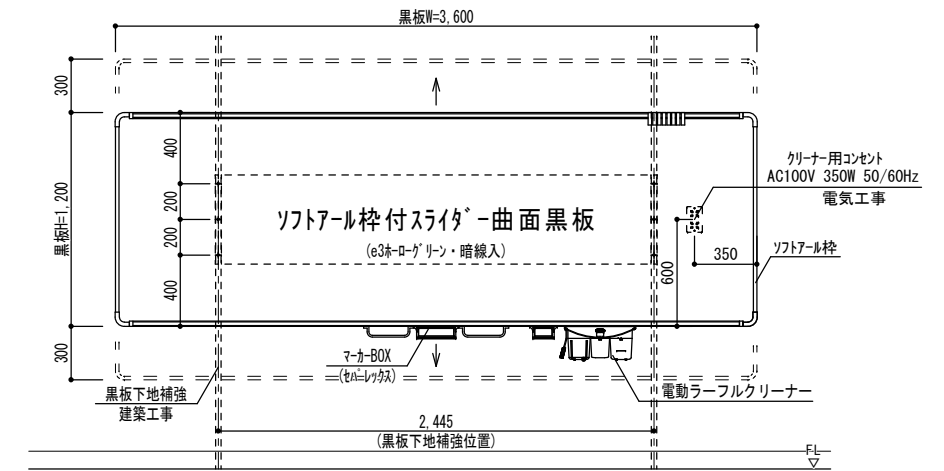 黒板W=3,600
300
400
200
200
400
黒板H=1,200
300
ソフトアール枠付スライダー曲面黒板
(e3ホーローグリーン・暗線入)
クリーナー用コンセント
AC100V 350W 50/60Hz
電気工事
350
ソフトアール枠
600
マーカーBOX
(セパレックス)
黒板下地補強
建築工事
電動ラーフルクリーナー
2,445
(黒板下地補強位置)
FL